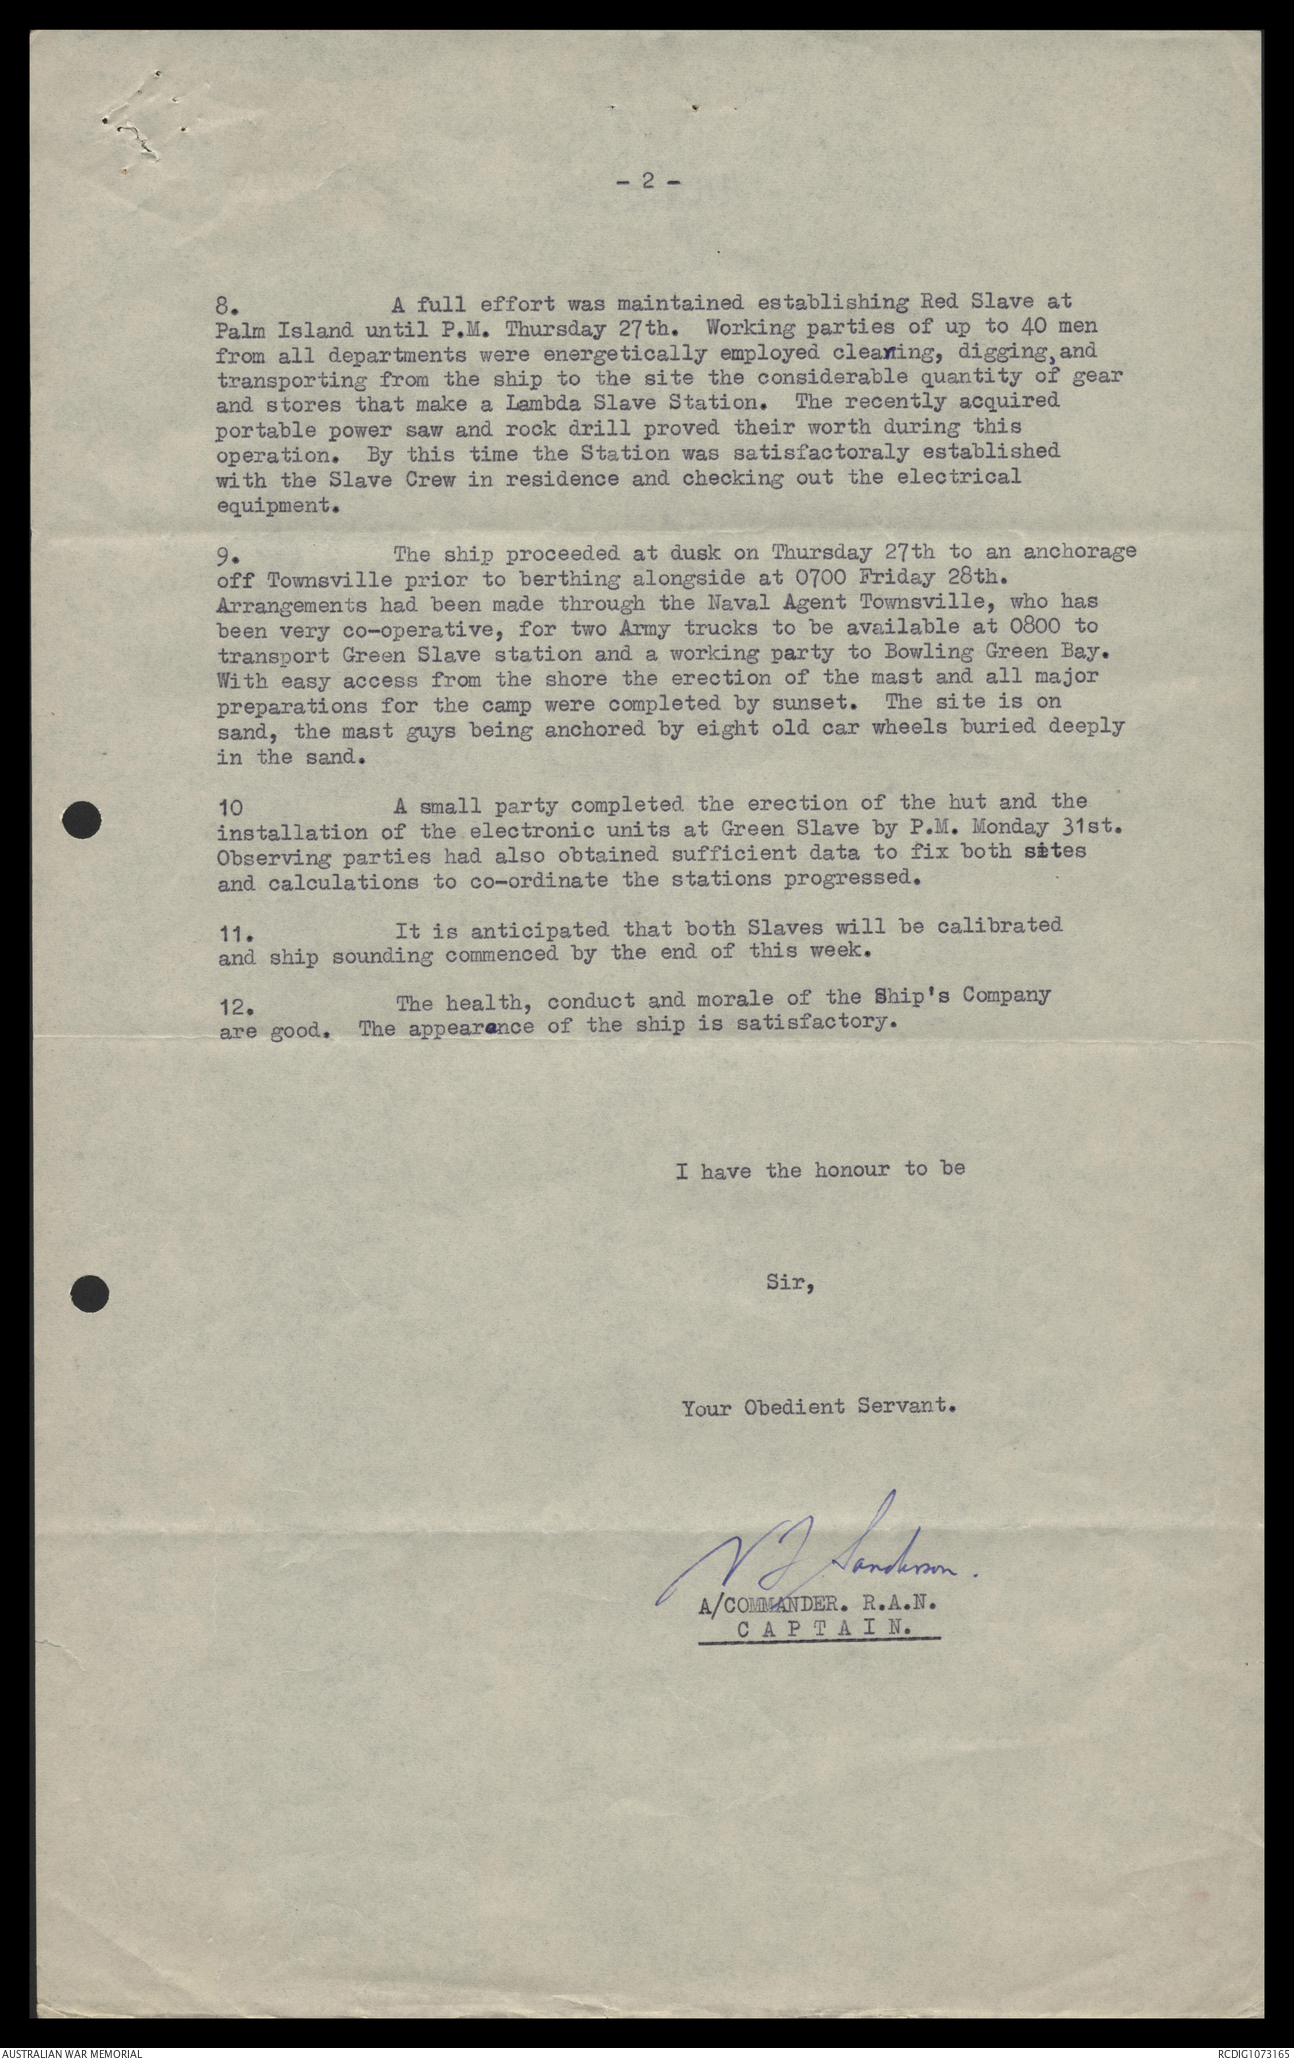 - 2 -
8. A full effort was maintained establishing Red Slave at
Palm Island until P.M. Thursday 27th. Working parties of up to 40 men
from all departments were energetically employed clearing, digging, and
transporting from the ship to the site the considerable quantity of gear
and stores that make a Lambda Slave Station. The recently acquired
portable power saw and rock drill proved their worth during this
operation. By this time the Station was satisfactoraly established
with the Slave Crew in residence and checking out the electrical
equipment.
9. The ship proceeded at dusk on Thursday 27th to an anchorage
off Townsville prior to berthing alongside at 0700 Friday 28th.
Arrangements had been made through the Naval Agent Townsville, who has
been very co-operative, for two Army trucks to be available at 0800 to
transport Green Slave station and a working party to Bowling Green Bay.
With easy access from the shore the erection of the mast and all major
preparations for the camp were completed by sunset. The site is on
sand, the mast guys being anchored by eight old car wheels buried deeply
in the sand.
10 A small party completed the erection of the hut and the
installation of the electronic units at Green Slave by P.M. Monday 31st.
Observing parties had also obtained sufficient data to fix both sites
and calculations to co-ordinate the stations progressed.
11. It is anticipated that both Slaves will be calibrated
and ship sounding commenced by the end of this week.
12. The health, conduct and morale of the Ship's Company
are good. The appearance of the ship is satisfactory.
I have the honour to be
Sir,
Your Obedient Servant.
Sanderson.
A/COMMANDER. R.A.N.
C A P T A I N.
AUSTRALIAN WAR MEMORIAL
RCDIG1073165